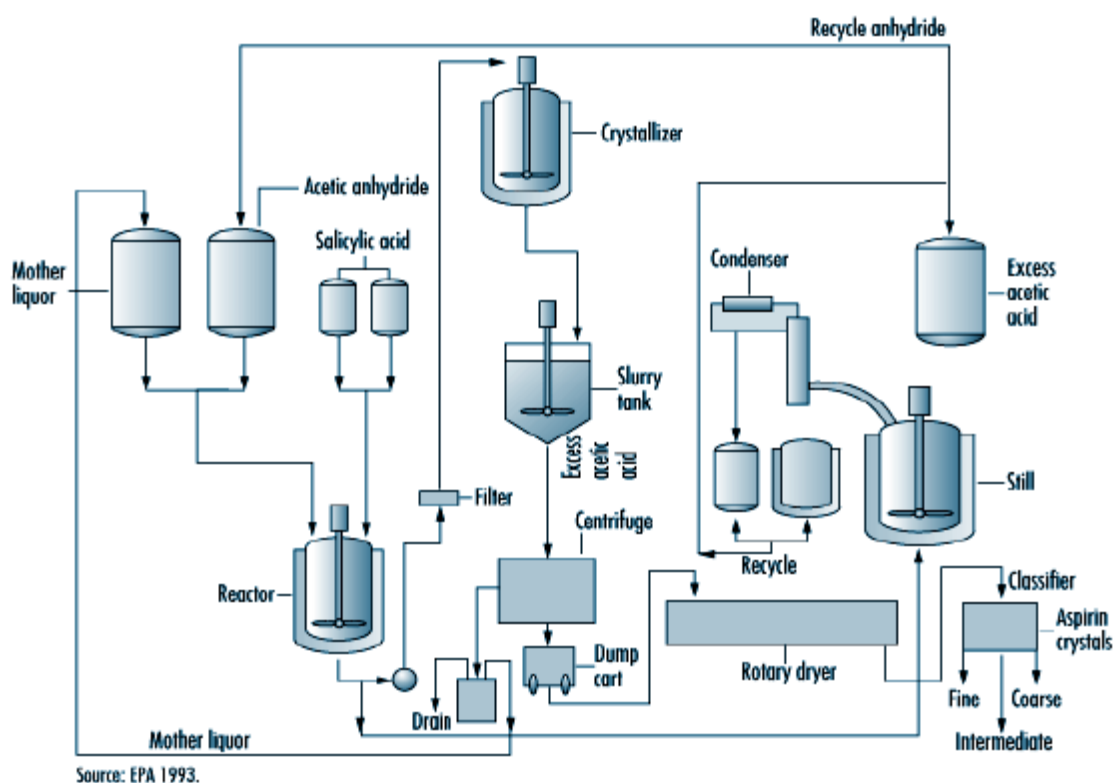 Recycle anhydride
Crystallizer
Acetic anhydride
Salicylic acid
Mother
liquor
Condenser
Excess
acetic
acid
Slurry
tank
Excess
acetic
acid
Still
Filter
Centrifuge
Reactor
Recycle
Classifier
Aspirin
crystals
Dump
cart
Rotary dryer
Fine
Coarse
Drain
Intermediate
Mother liquor
Source: EPA 1993.